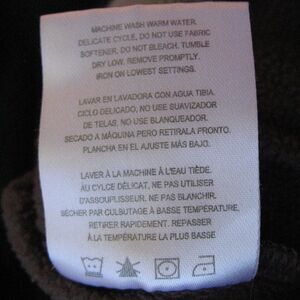 MACHINE WASH WARM WATER.
DELICATE CYCLE, DO NOT USE FABRIC
SOFTENER, DO NOT BLEACH. TUMBLE
DRY LOW. REMOVE PROMPTLY.
IRON ON LOWEST SETTINGS.
LAVAR EN LAVADORA CON AGUA TIBIA.
CICLO DELICADO, NO USE SUAVIZADOR
DE TELAS, NO USE BLANQUEADOR.
SECADO A MÁQUINA PERO RETIRALA PRONTO.
PLANCHA EN EL AJUSTE MÁS BAJO.
LAVER À LA MACHINE À L'EAU TIÈDE.
AU CYLCE DÉLICAT, NE PAS UTILISER
D'ASSOUPLISSEUR. NE PAS BLANCHIR.
SÉCHER PAR CULBUTAGE À BASSE TEMPÉRATURE,
RETIRER RAPIDEMENT. REPASSER
À LA TEMPÉRATURE LA PLUS BASSE